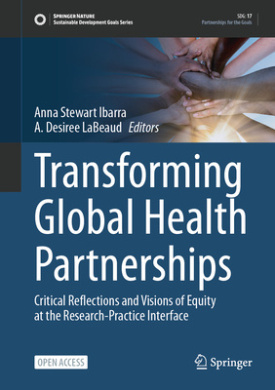 SPRINGER NATURE
Sustainable Development Goals Series
SDG: 17
Partnerships for the Goals
Anna Stewart Ibarra
A. Desiree LaBeaud Editors
Transforming
Global Health
Partnerships
Critical Reflections and Visions of Equity
at the Research-Practice Interface
OPEN ACCESS
Springer